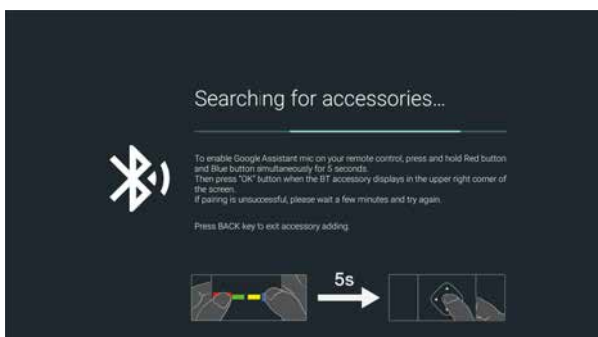 Searching for accessories...
To enable Google Assistant mic on your remote control, press and hold Red button
and Blue button simultaneously for 5 seconds.
Then press "OK" button when the BT accessory displays in the upper right corner of
the screen.
If pairing is unsuccessful, please wait a few minutes and try again.
Press BACK key to exit accessory adding.
5s